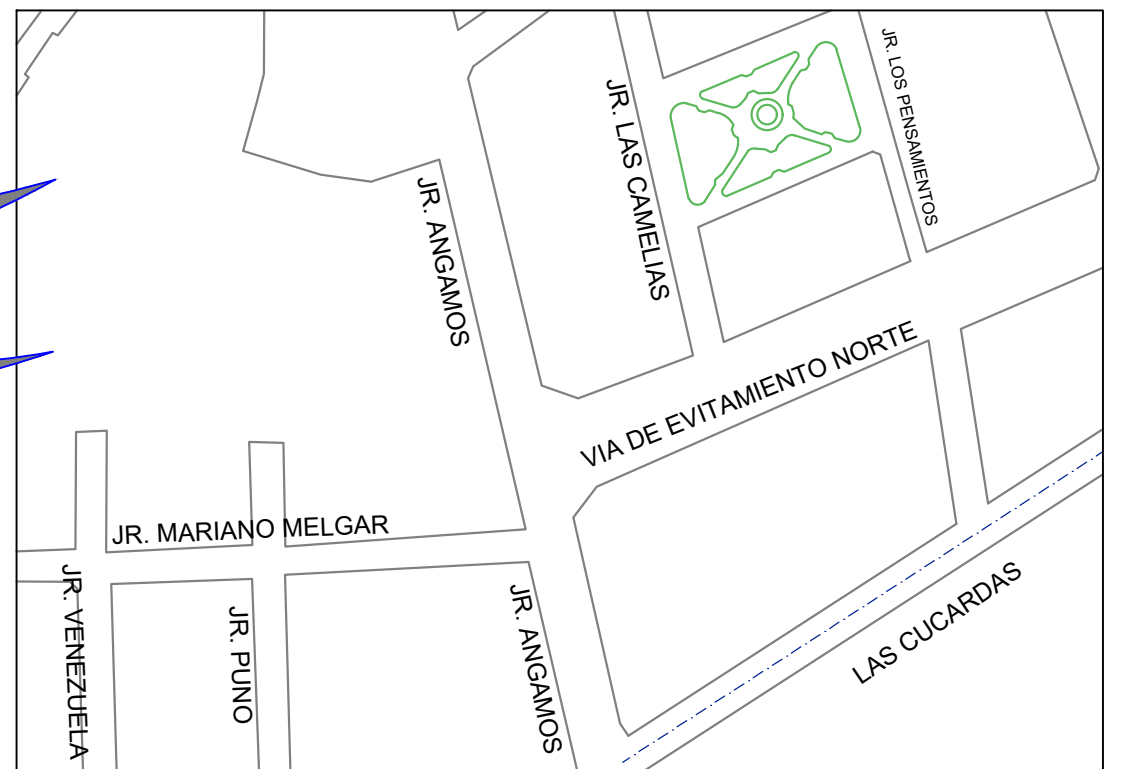 JR. LOS PENSAMIENTOS
JR. LAS CAMELIAS
JR. ANGAMOS
VIA DE EVITAMIENTO NORTE
JR. MARIANO MELGAR
JR. VENEZUELA
JR. PUNO
JR. ANGAMOS
LAS CUCARDAS